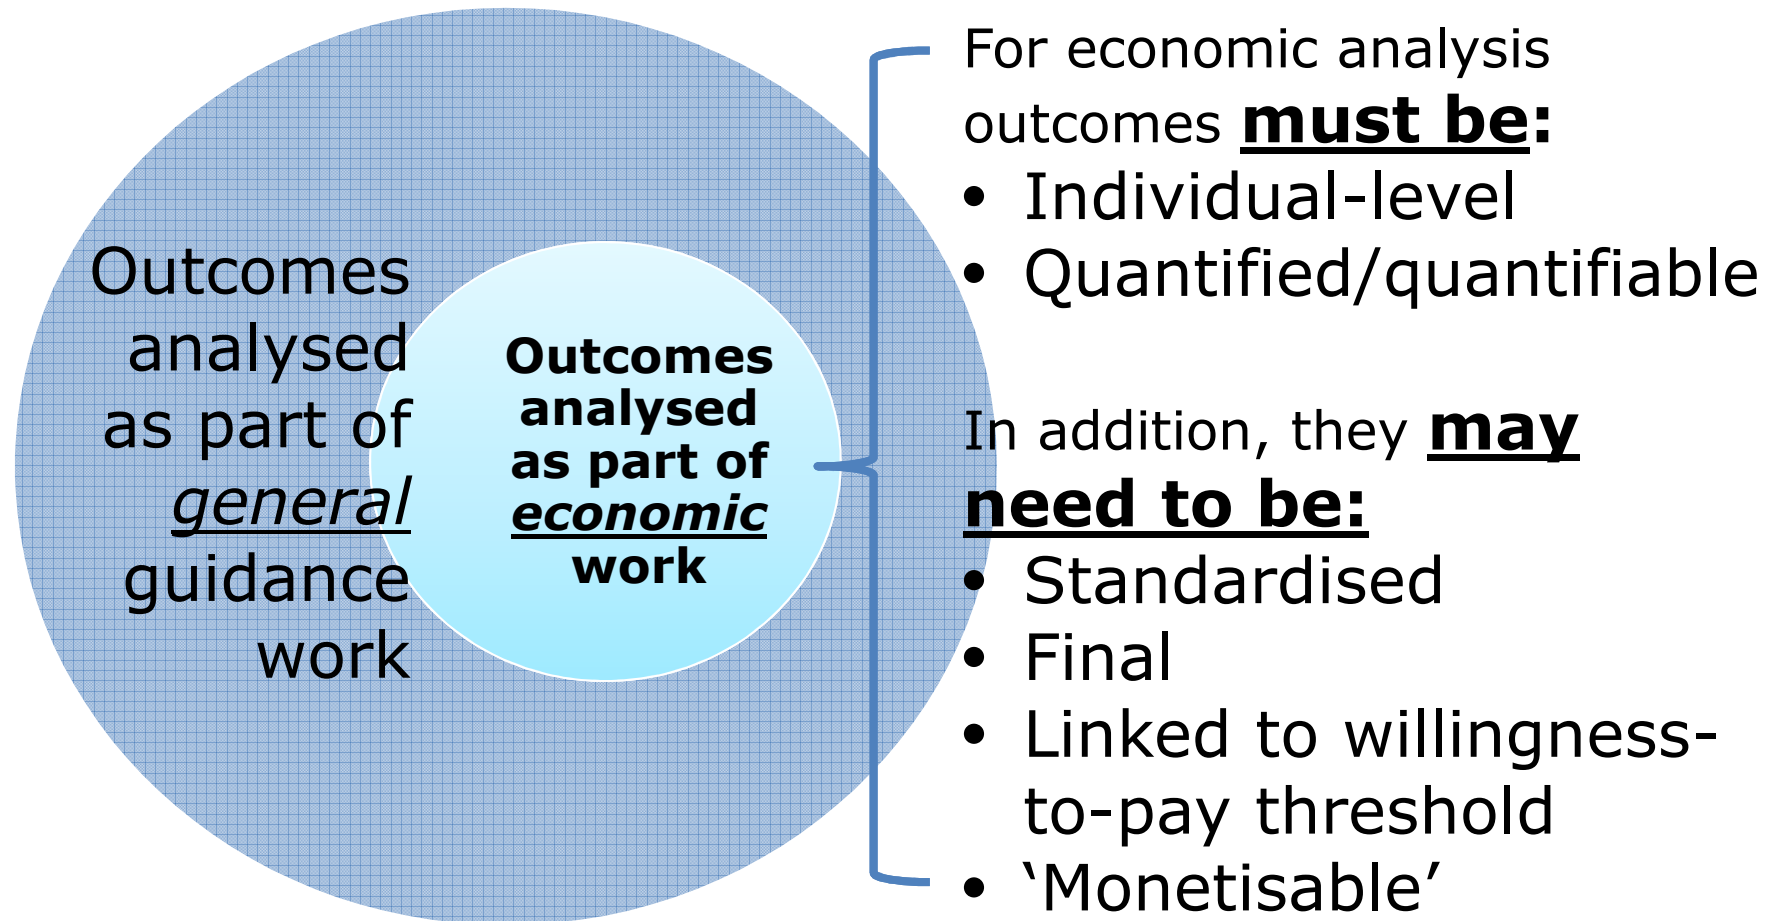 Outcomes
analysed
as part of
general
guidance
work
Outcomes
analysed
as part of
economic
work
For economic analysis
outcomes must be:
• Individual-level
• Quantified/quantifiable
In addition, they may
need to be:
• Standardised
• Final
• Linked to willingness-
to-pay threshold
• ‘Monetisable’